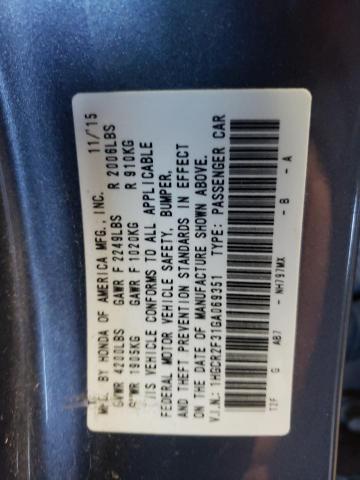 MFG. BY HONDA OF AMERICA MFG., INC. 11/15
GVWR 4200LBS GAWR F 2249LBS R 2006LBS
GVWR 1905KG GAWR F 1020KG R 910KG
THIS VEHICLE CONFORMS TO ALL APPLICABLE
FEDERAL MOTOR VEHICLE SAFETY, BUMPER,
AND THEFT PREVENTION STANDARDS IN EFFECT
ON THE DATE OF MANUFACTURE SHOWN ABOVE.
V.I.N.: 1HGCR2F31GA069351 TYPE: PASSENGER CAR
T2F G AB7 - NH797MX - B - A